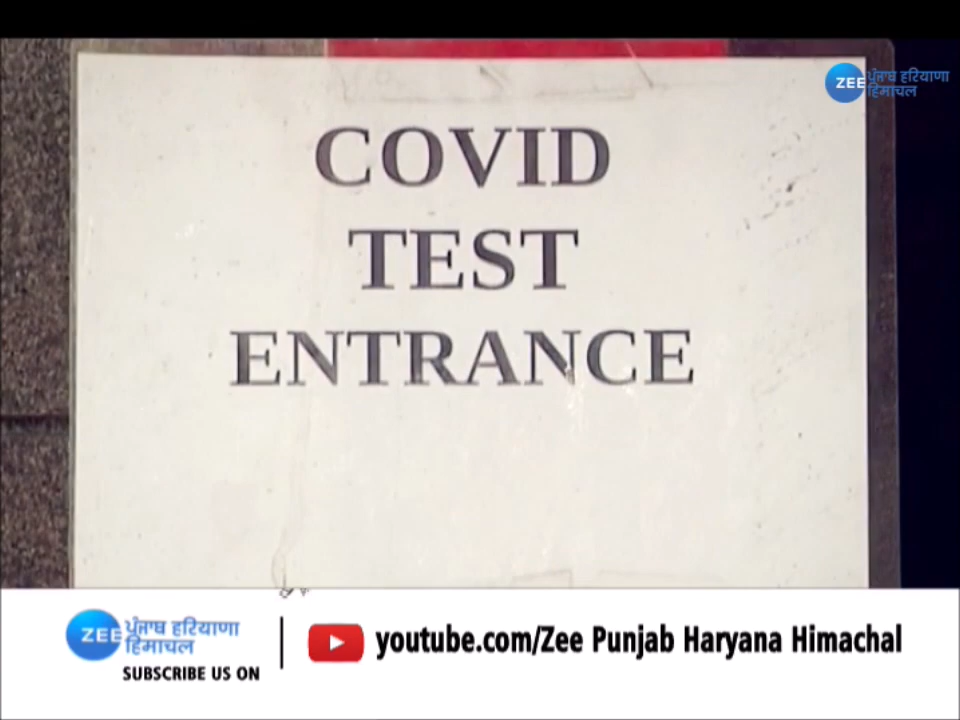 ZEE ਪੰਜਾਬ हरियाणा
हिमाचल
COVID
TEST
ENTRANCE
ZEE ਪੰਜਾਬ हरियाणा
हिमाचल
SUBSCRIBE US ON
youtube.com/Zee Punjab Haryana Himachal